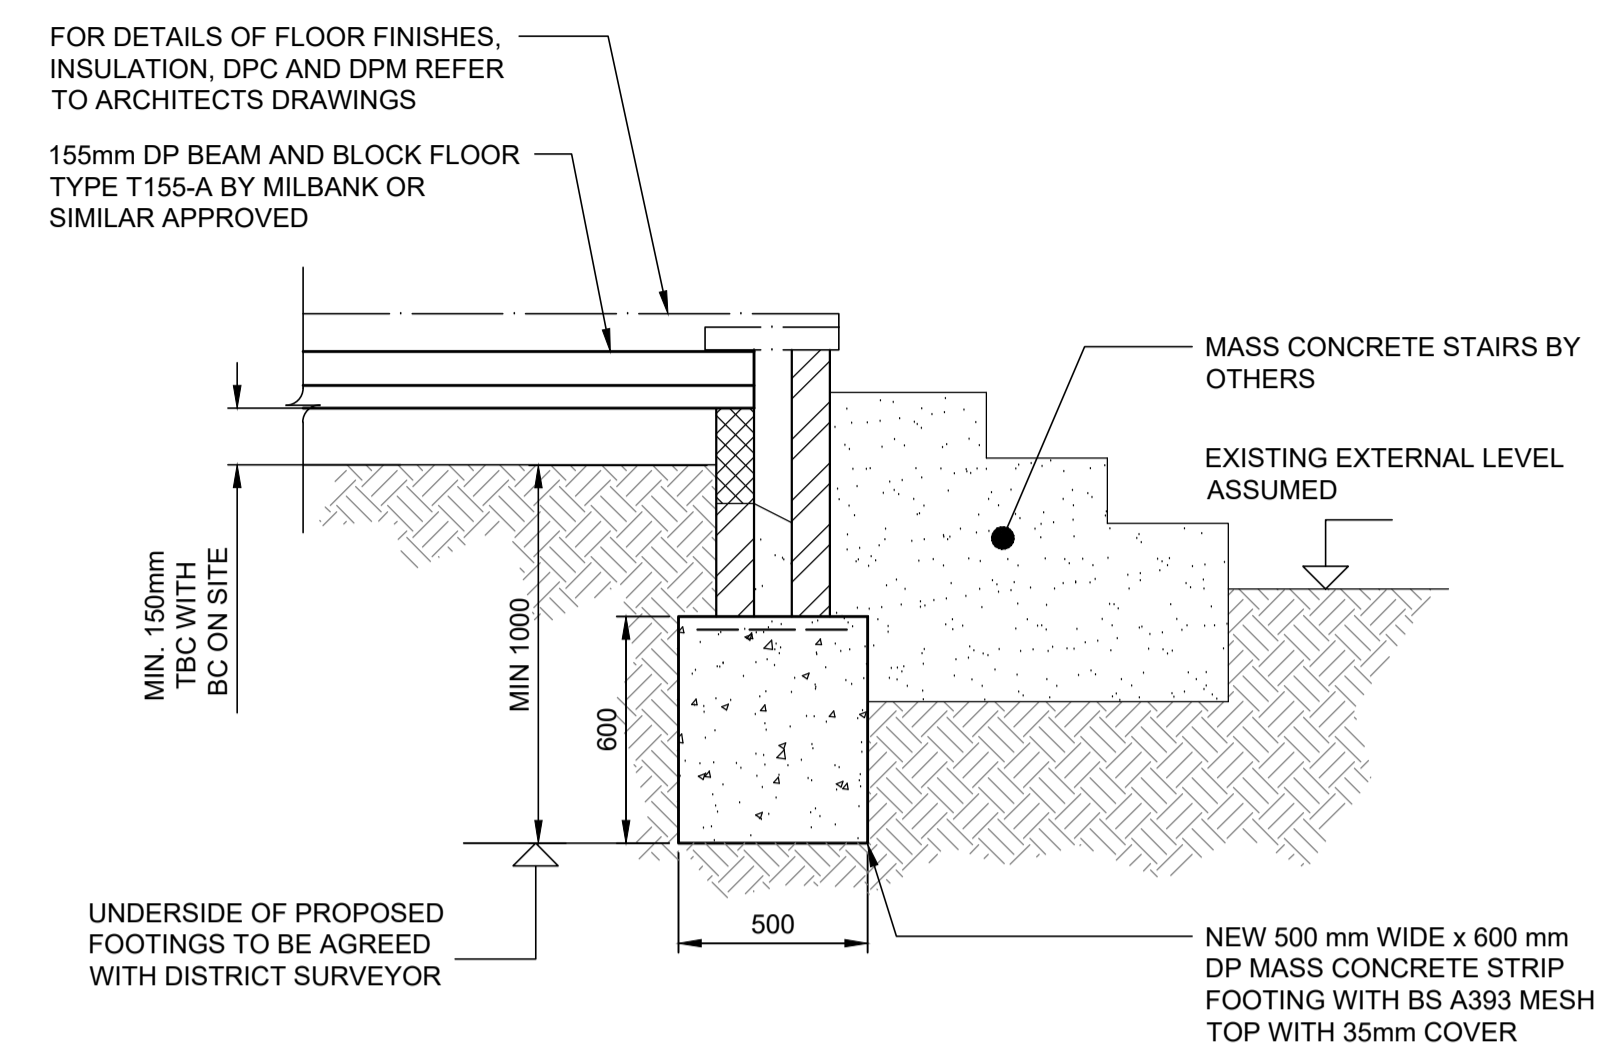 FOR DETAILS OF FLOOR FINISHES,
INSULATION, DPC AND DPM REFER
TO ARCHITECTS DRAWINGS
155mm DP BEAM AND BLOCK FLOOR
TYPE T155-A BY MILBANK OR
SIMILAR APPROVED
MASS CONCRETE STAIRS BY
OTHERS
EXISTING EXTERNAL LEVEL
ASSUMED
MIN. 150mm
TBC WITH
BC ON SITE
MIN 1000
600
500
UNDERSIDE OF PROPOSED
FOOTINGS TO BE AGREED
WITH DISTRICT SURVEYOR
NEW 500 mm WIDE x 600 mm
DP MASS CONCRETE STRIP
FOOTING WITH BS A393 MESH
TOP WITH 35mm COVER